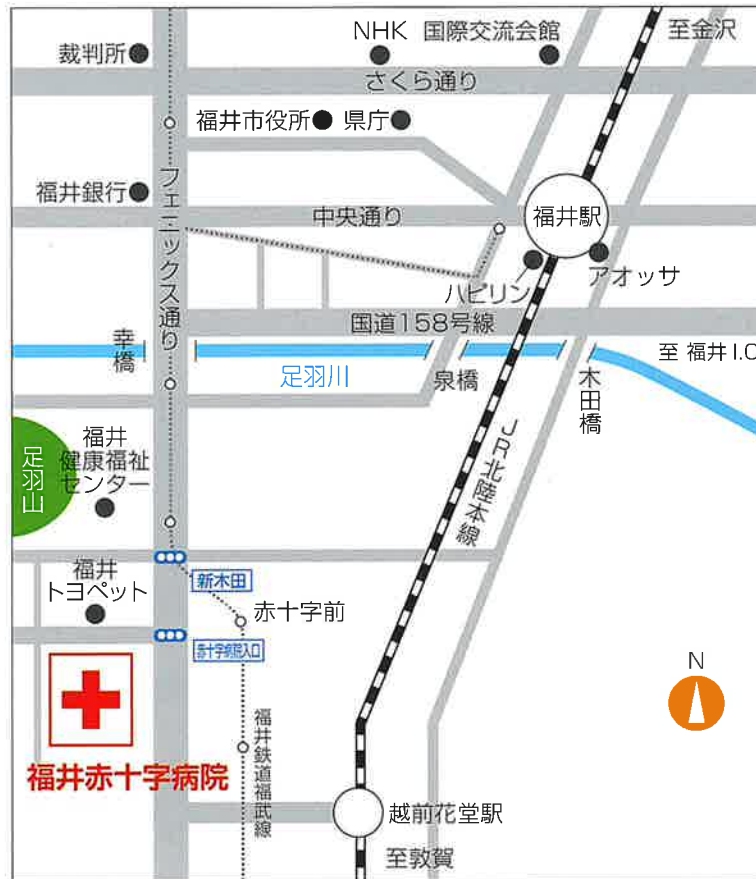 至金沢
NHK
国際交流会館
裁判所
さくら通り
福井市役所
県庁
福井銀行
フェニックス通り
中央通り
福井駅
ハピリン
アオッサ
国道158号線
幸橋
足羽川
泉橋
木田橋
至 福井I.C
足羽山
福井
健康福祉
センター
JR北陸本線
新木田
福井
トヨペット
赤十字前
赤十字病院入口
N
福井赤十字病院
福井鉄道福武線
越前花堂駅
至敦賀